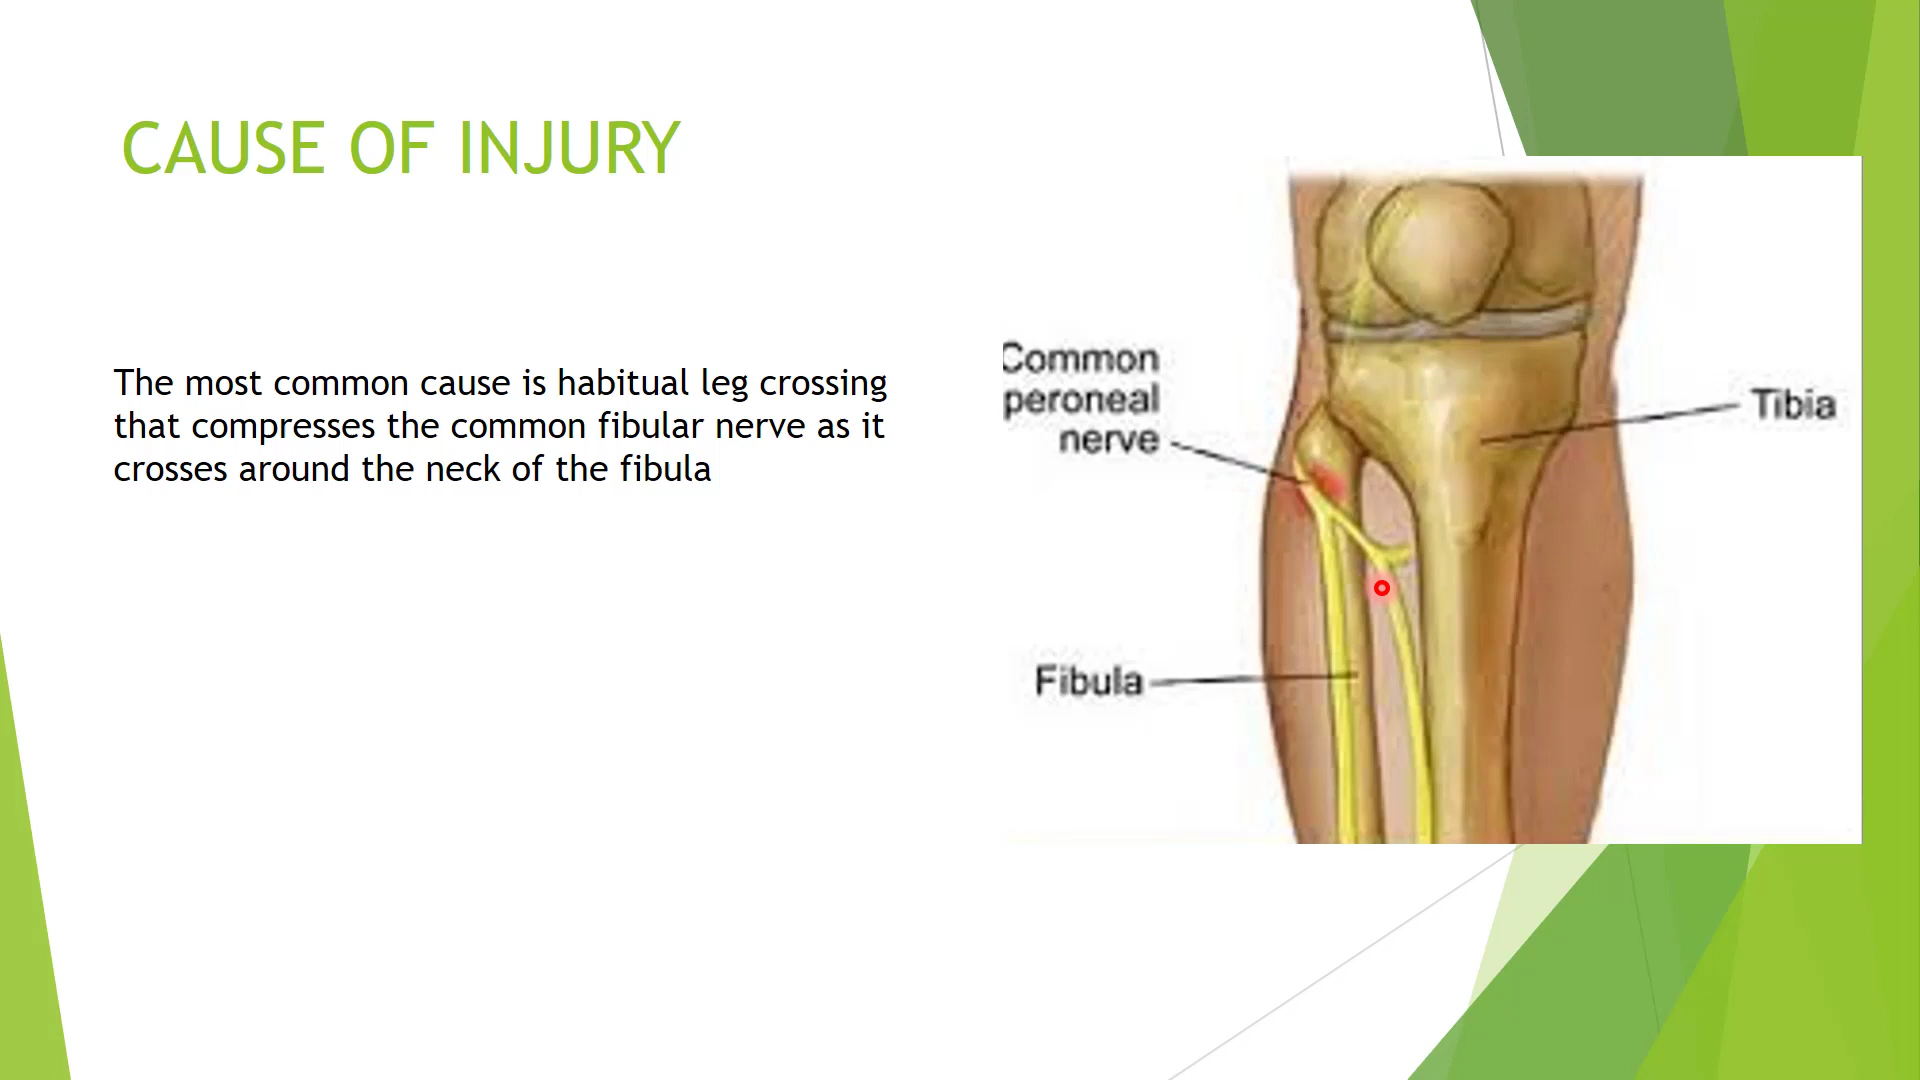 CAUSE OF INJURY
The most common cause is habitual leg crossing
that compresses the common fibular nerve as it
crosses around the neck of the fibula
Common
peroneal
nerve
Tibia
Fibula